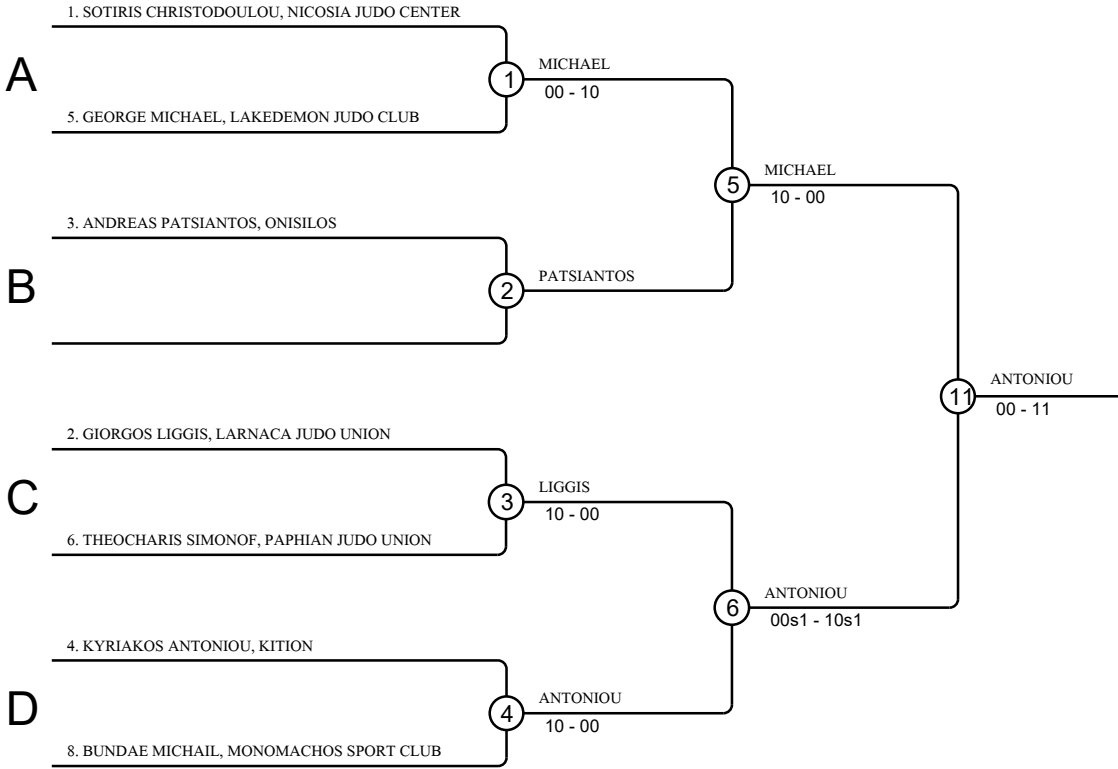 1. SOTIRIS CHRISTODOULOU, NICOSIA JUDO CENTER
A
1
MICHAEL
00 - 10
5. GEORGE MICHAEL, LAKEDEMON JUDO CLUB
5
MICHAEL
10 - 00
3. ANDREAS PATSIANTOS, ONISILOS
B
2
PATSIANTOS
11
ANTONIOU
00 - 11
2. GIORGOS LIGGIS, LARNACA JUDO UNION
C
3
LIGGIS
10 - 00
6. THEOCHARIS SIMONOF, PAPHIAN JUDO UNION
6
ANTONIOU
00s1 - 10s1
4. KYRIAKOS ANTONIOU, KITION
D
4
ANTONIOU
10 - 00
8. BUNDAE MICHAIL, MONOMACHOS SPORT CLUB